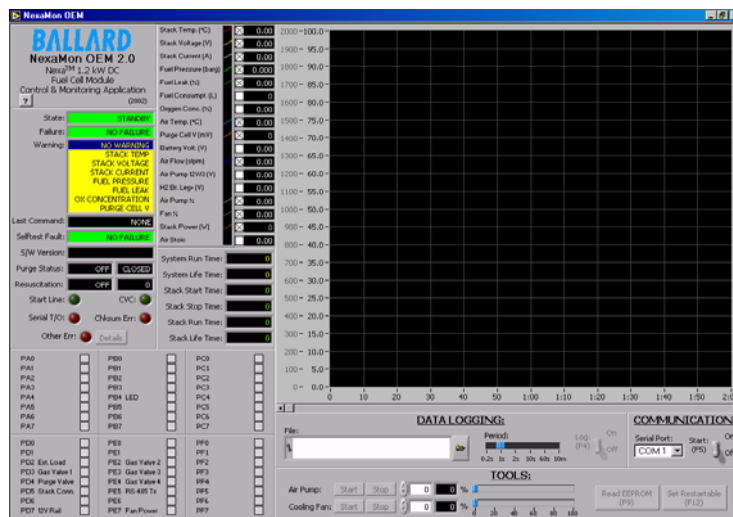 NexaMon OEM
BALLARD
NexaMon OEM 2.0
Nexa™ 1.2 kW DC
Fuel Cell Module
Control & Monitoring Application
? (2002)
State: STANDBY
Failure: NO FAILURE
Warning: NO WARNING
STACK TEMP
STACK VOLTAGE
STACK CURRENT
FUEL PRESSURE
FUEL LEAK
OX CONCENTRATION
PURGE CELL V
Last Command: NONE
Selftest Fault: NO FAILURE
S/W Version:
Purge Status: OFF CLOSED
Resuscitation: OFF 0
Start Line: CVC:
Serial T/O: Chksum Err:
Other Err: Details
Stack Temp. (°C) 0.00
Stack Voltage (V) 0.00
Stack Current (A) 0.00
Fuel Pressure (barg) 0.000
Fuel Leak (%) 0.00
Fuel Consumpt. (L) 0
Oxygen Conc. (%) 0.00
Air Temp. (°C) 0.00
Purge Cell V (mV) 0
Battery Volt. (V) 0.00
Air Flow (slpm) 0.00
Air Pump 12W3 (V) 0.00
H2 Br. Leg+ (V) 0.00
Air Pump % 0.00
Fan % 0.00
Stack Power (W) 0
Air Stoic 0.00
System Run Time: 0
System Life Time: 0
Stack Start Time: 0
Stack Stop Time: 0
Stack Run Time: 0
Stack Life Time: 0
2000 100.0
1900 95.0
1800 90.0
1700 85.0
1600 80.0
1500 75.0
1400 70.0
1300 65.0
1200 60.0
1100 55.0
1000 50.0
900 45.0
800 40.0
700 35.0
600 30.0
500 25.0
400 20.0
300 15.0
200 10.0
100 5.0
0 0.0
0 10 20 30 40 50 1:00 1:10 1:20 1:30 1:40 1:50 2:0
PA0 PB0 PC0
PA1 PB1 PC1
PA2 PB2 PC2
PA3 PB3 PC3
PA4 PB4 LED PC4
PA5 PB5 PC5
PA6 PB6 PC6
PA7 PB7 PC7
PD0 PE0 PF0
PD1 PE1 PF1
PD2 Ext. Load PE2 Gas Valve 2 PF2
PD3 Gas Valve 1 PE3 Gas Valve 3 PF3
PD4 Purge Valve PE4 Gas Valve 4 PF4
PD5 Stack Conn. PE5 RS-485 Tx PF5
PD6 PE6 PF6
PD7 12V Rail PE7 Fan Power PF7
DATA LOGGING:
File:
Period:
0.2s 1s 2s 10s 60s 10m
Log: (F4) On Off
COMMUNICATION
Serial Port: COM 1
Start: (F5) On Off
TOOLS:
Air Pump: Start Stop 0 0 %
Cooling Fan: Start Stop 0 0 %
0 20 40 60 80 100
Read EEPROM (F9)
Set Restartable (F12)